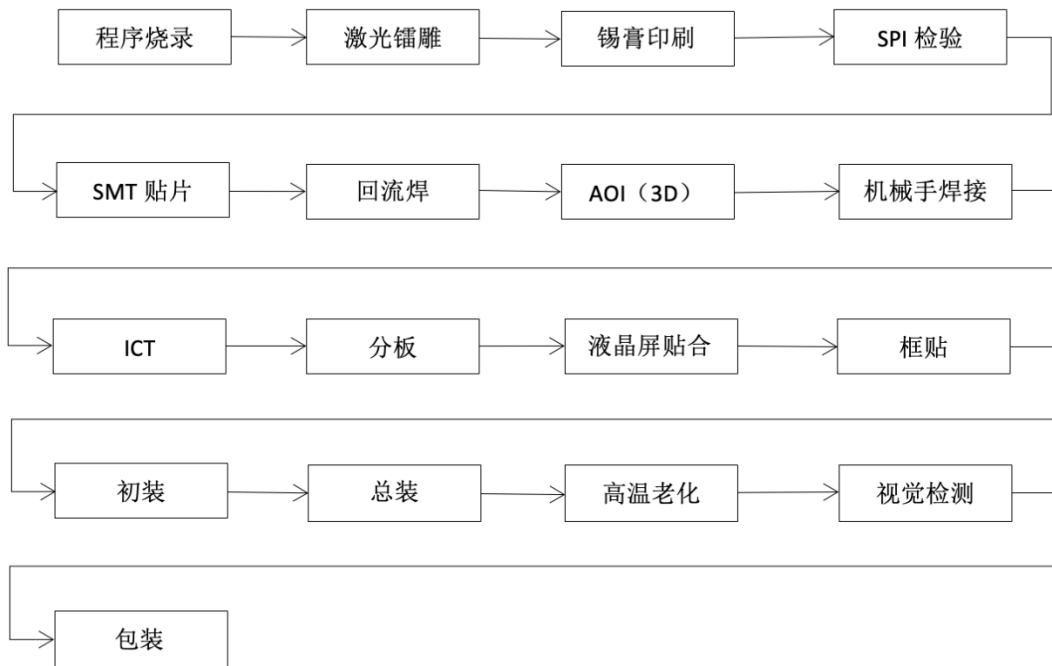 程序烧录
激光镭雕
锡膏印刷
SPI 检验
SMT 贴片
回流焊
AOI（3D）
机械手焊接
ICT
分板
液晶屏贴合
框贴
初装
总装
高温老化
视觉检测
包装